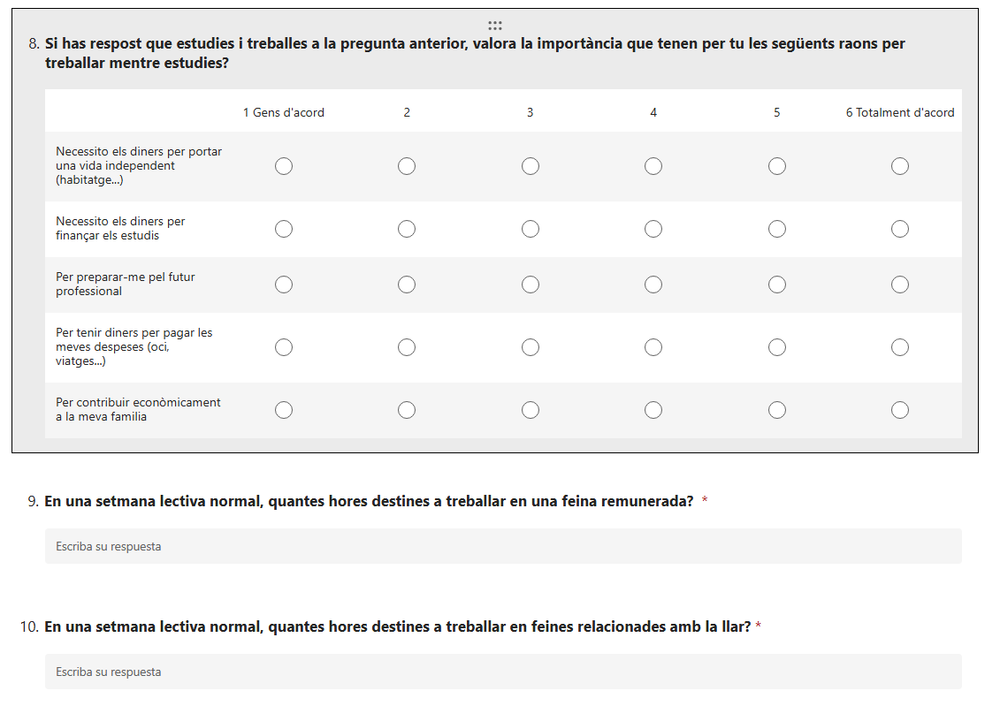 8. Si has respost que estudies i treballes a la pregunta anterior, valora la importància que tenen per tu les següents raons per
treballar mentre estudies?
1 Gens d'acord 2 3 4 5 6 Totalment d'acord
Necessito els diners per portar
una vida independent
(habitatge...)
Necessito els diners per
finançar els estudis
Per preparar-me pel futur
professional
Per tenir diners per pagar les
meves despeses (oci,
viatges...)
Per contribuir econòmicament
a la meva familia
9. En una setmana lectiva normal, quantes hores destines a treballar en una feina remunerada? *
Escriba su respuesta
10. En una setmana lectiva normal, quantes hores destines a treballar en feines relacionades amb la llar? *
Escriba su respuesta